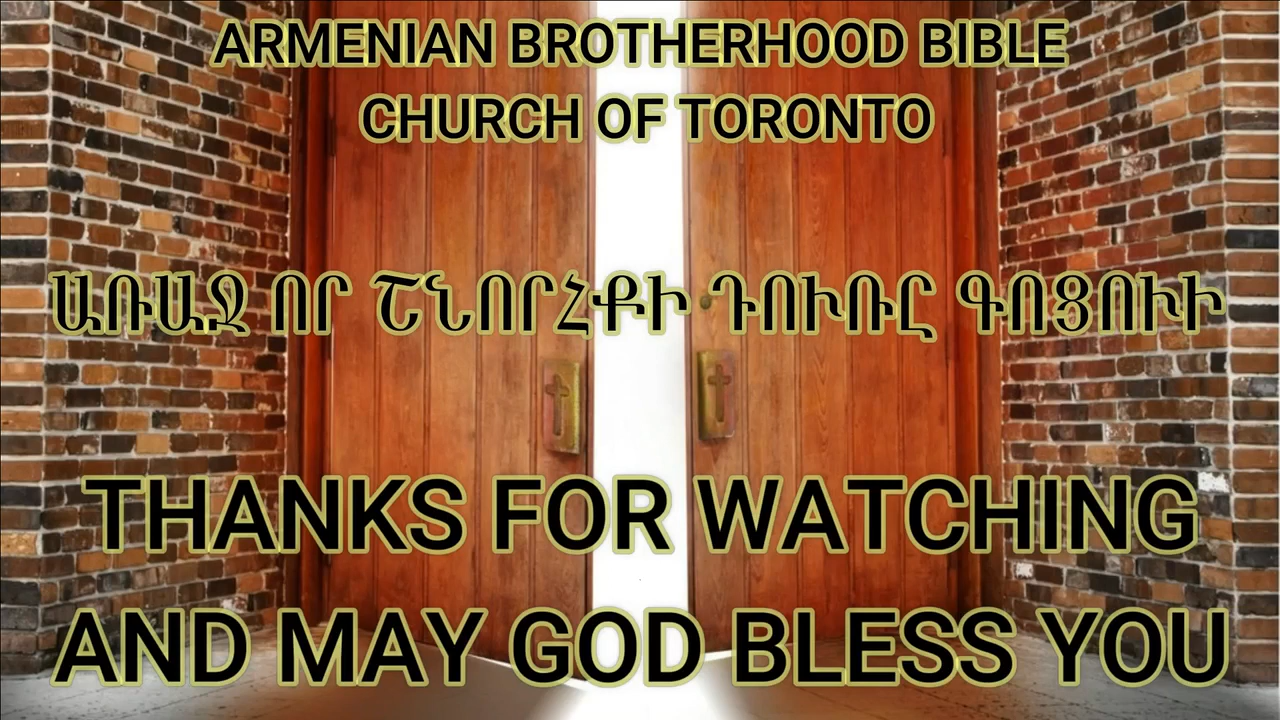 ARMENIAN BROTHERHOOD BIBLE
CHURCH OF TORONTO
ԱՌԱՋ ՈՐ ՇՆՈՐՀՔԻ ԴՈՒՌԸ ԳՈՑՈՒԻ
THANKS FOR WATCHING
AND MAY GOD BLESS YOU